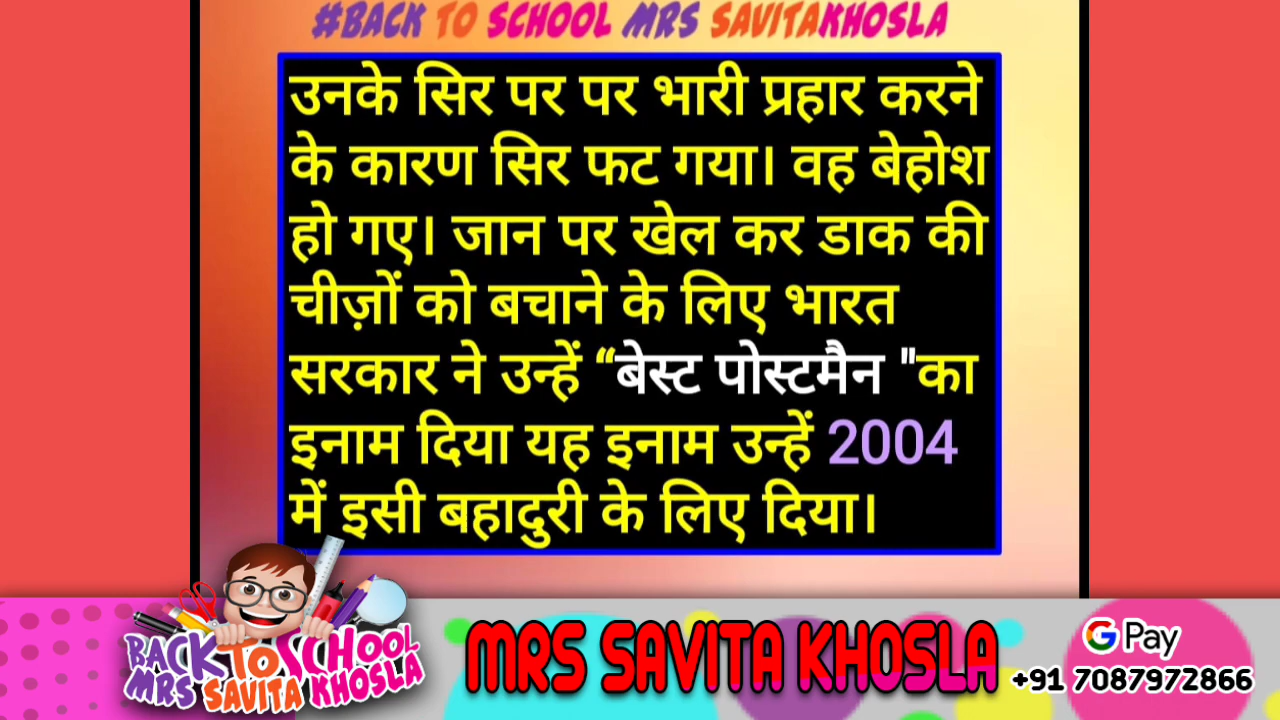 #BACK TO SCHOOL MRS SAVITAKHOSLA
उनके सिर पर पर भारी प्रहार करने
के कारण सिर फट गया। वह बेहोश
हो गए। जान पर खेल कर डाक की
चीज़ों को बचाने के लिए भारत
सरकार ने उन्हें “बेस्ट पोस्टमैन "का
इनाम दिया यह इनाम उन्हें 2004
में इसी बहादुरी के लिए दिया।
BACK TO SCHOOL
MRS SAVITA KHOSLA
MRS SAVITA KHOSLA
G Pay
+91 7087972866